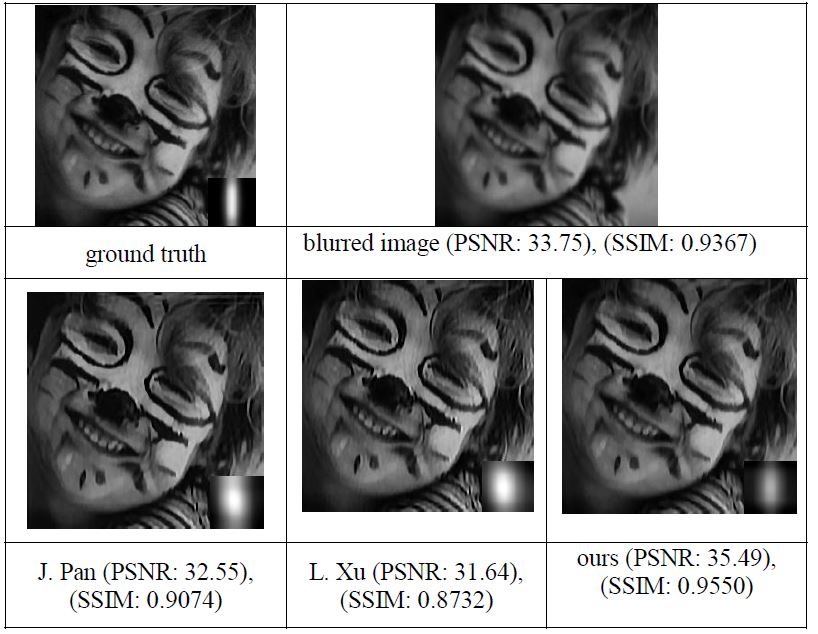 ground truth
blurred image (PSNR: 33.75), (SSIM: 0.9367)
J. Pan (PSNR: 32.55),
(SSIM: 0.9074)
L. Xu (PSNR: 31.64),
(SSIM: 0.8732)
ours (PSNR: 35.49),
(SSIM: 0.9550)